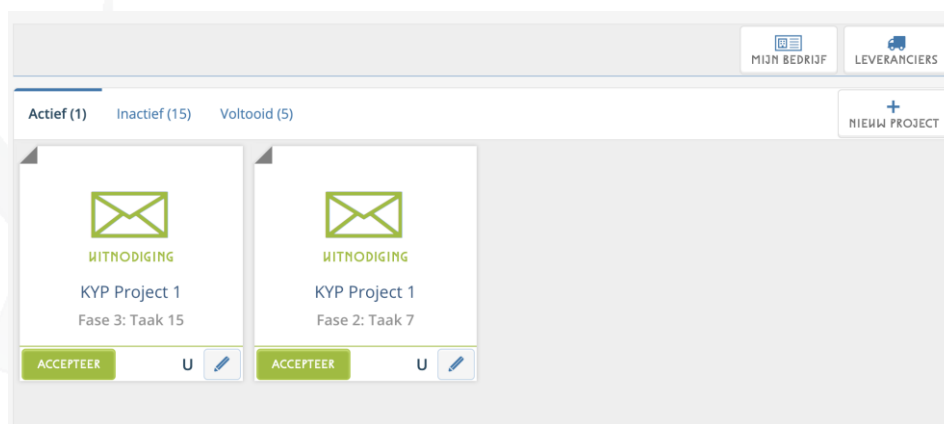 MIJN BEDRIJF
LEVERANCIERS
Actief (1)
Inactief (15)
Voltooid (5)
NIEUW PROJECT
UITNODIGING
KYP Project 1
Fase 3: Taak 15
ACCEPTEER
U
UITNODIGING
KYP Project 1
Fase 2: Taak 7
ACCEPTEER
U